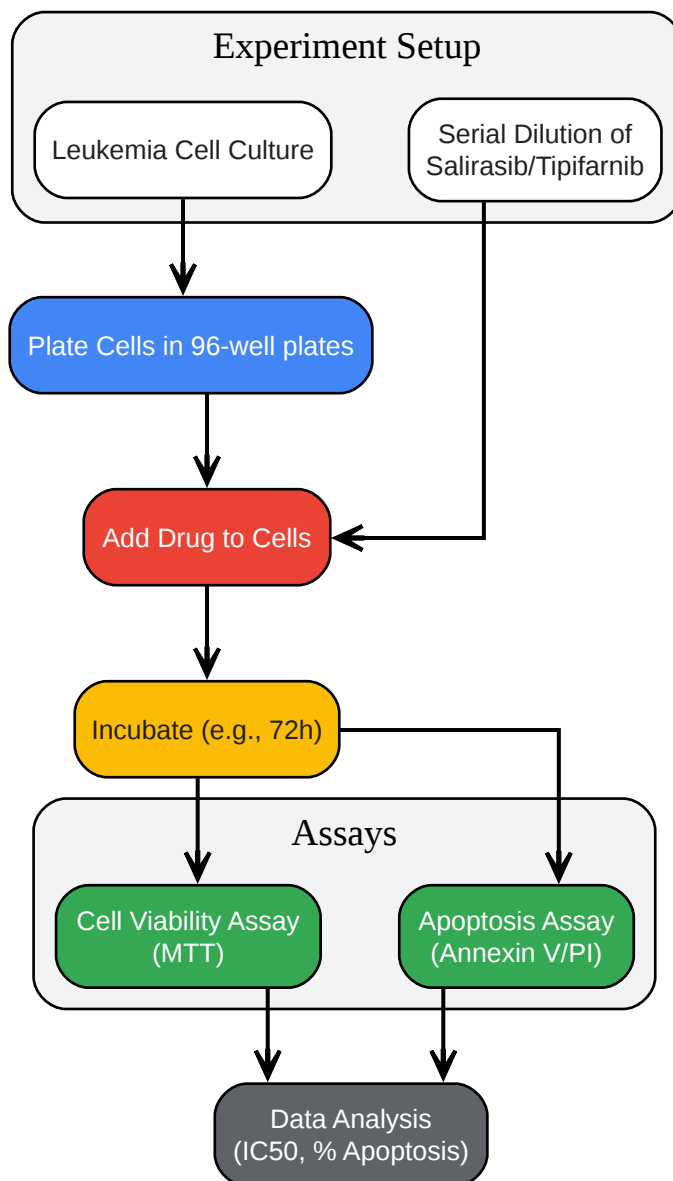 Experiment Setup
Leukemia Cell Culture
Serial Dilution of
Salirasib/Tipifarnib
Plate Cells in 96-well plates
Add Drug to Cells
Incubate (e.g., 72h)
Assays
Cell Viability Assay
(MTT)
Apoptosis Assay
(Annexin V/PI)
Data Analysis
(IC50, % Apoptosis)